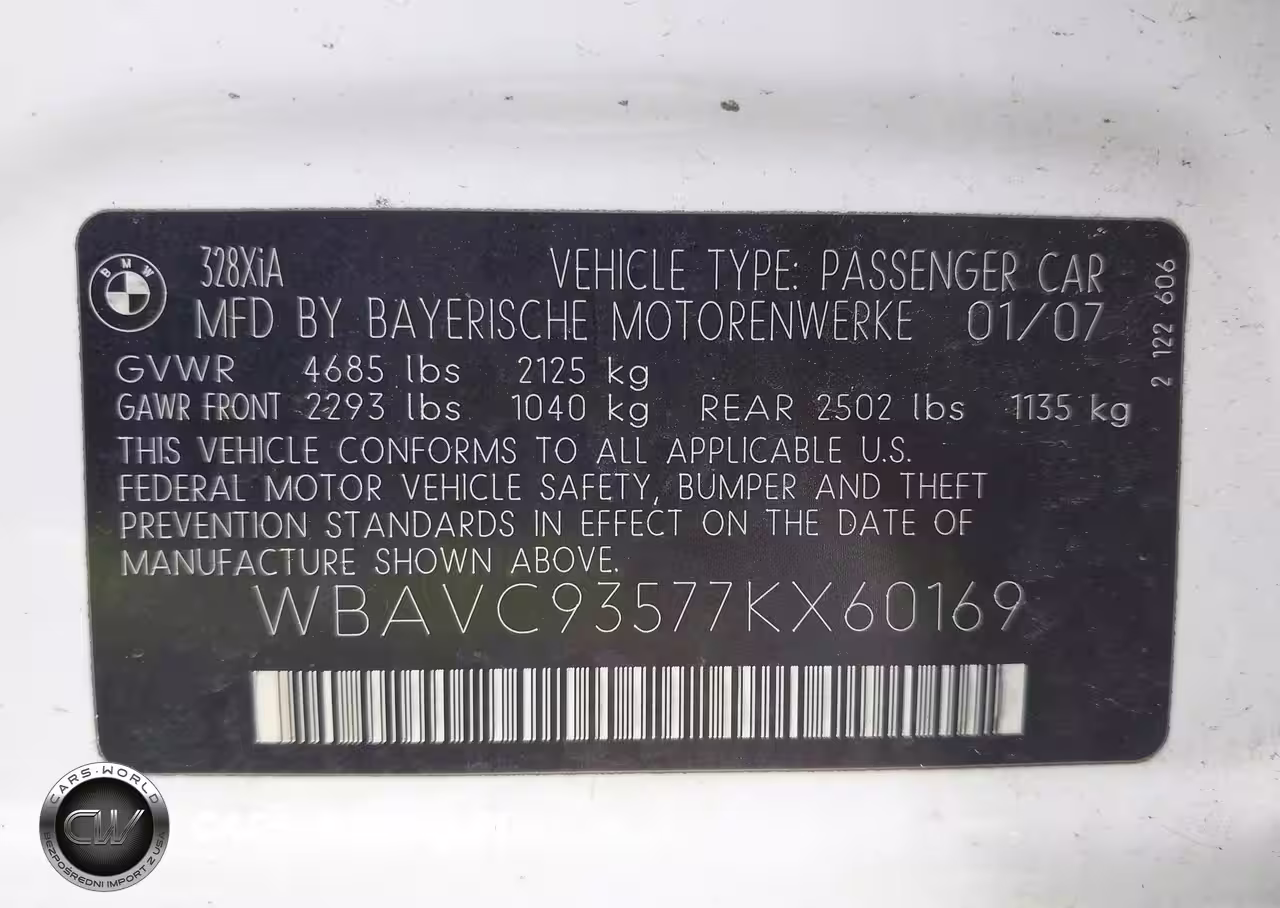 BMW
328XiA VEHICLE TYPE: PASSENGER CAR
MFD BY BAYERISCHE MOTORENWERKE 01/07
GVWR 4685 lbs 2125 kg
GAWR FRONT 2293 lbs 1040 kg REAR 2502 lbs 1135 kg
THIS VEHICLE CONFORMS TO ALL APPLICABLE U.S.
FEDERAL MOTOR VEHICLE SAFETY, BUMPER AND THEFT
PREVENTION STANDARDS IN EFFECT ON THE DATE OF
MANUFACTURE SHOWN ABOVE.
WBAVC93577KX60169
2 122 606
CARS·WORLD
CW
BEZPOŚREDNI IMPORT Z USA